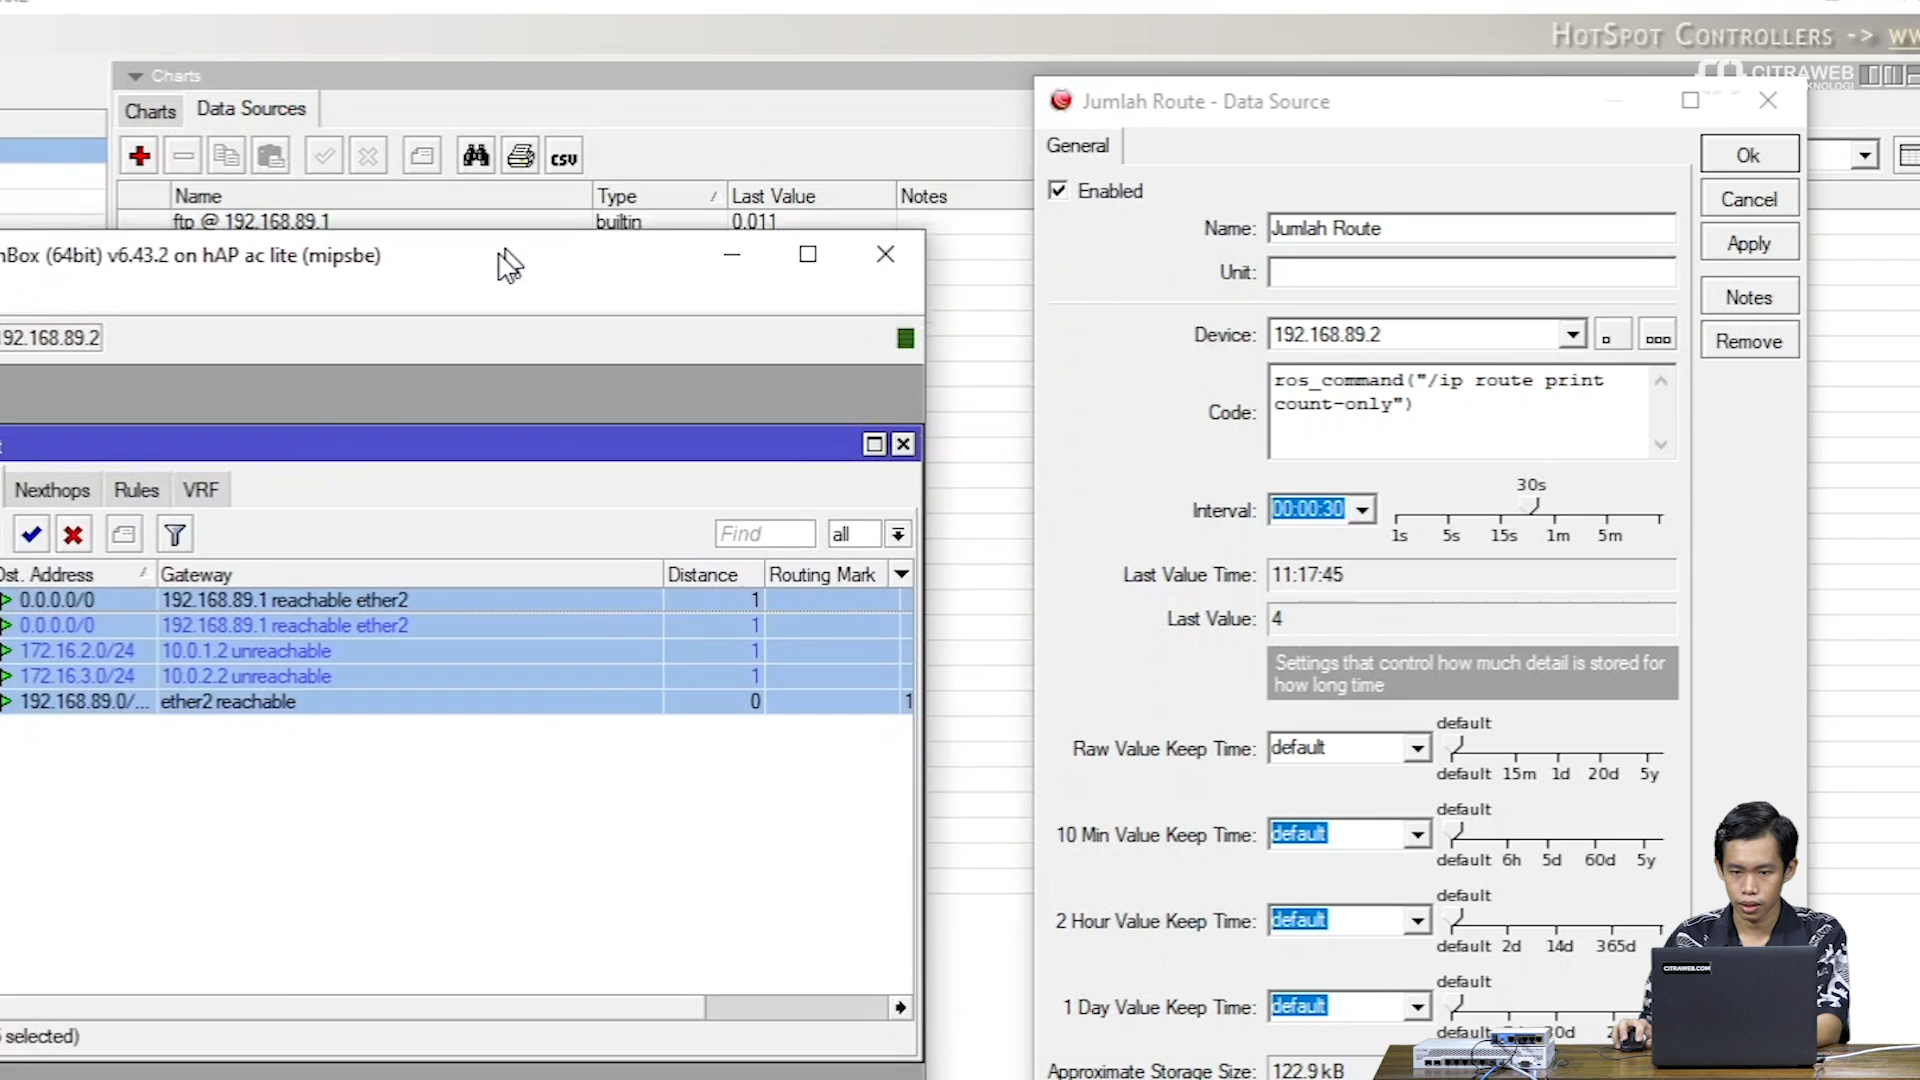 HotSpot Controllers ->
CITRAWEB
Charts
Charts
Data Sources
csv
Name
Type
Last Value
Notes
ftp @ 192.168.89.1
builtin
0.011
nBox (64bit) v6.43.2 on hAP ac lite (mipsbe)
192.168.89.2
Nexthops
Rules
VRF
Find
all
Dst. Address
Gateway
Distance
Routing Mark
0.0.0.0/0
192.168.89.1 reachable ether2
1
0.0.0.0/0
192.168.89.1 reachable ether2
1
172.16.2.0/24
10.0.1.2 unreachable
1
172.16.3.0/24
10.0.2.2 unreachable
1
192.168.89.0/...
ether2 reachable
0
1
selected)
Jumlah Route - Data Source
General
Enabled
Name:
Jumlah Route
Unit:
Device:
192.168.89.2
Code:
ros_command("/ip route print
count-only")
Interval:
00:00:30
30s
1s 5s 15s 1m 5m
Last Value Time:
11:17:45
Last Value:
4
Settings that control how much detail is stored for
how long time
default
Raw Value Keep Time:
default
default 15m 1d 20d 5y
default
10 Min Value Keep Time:
default
default 6h 5d 60d 5y
default
2 Hour Value Keep Time:
default
default 2d 14d 365d
default
1 Day Value Keep Time:
default
default
Approximate Storage Size:
122.9 kB
Ok
Cancel
Apply
Notes
Remove
CITRAWEB.COM